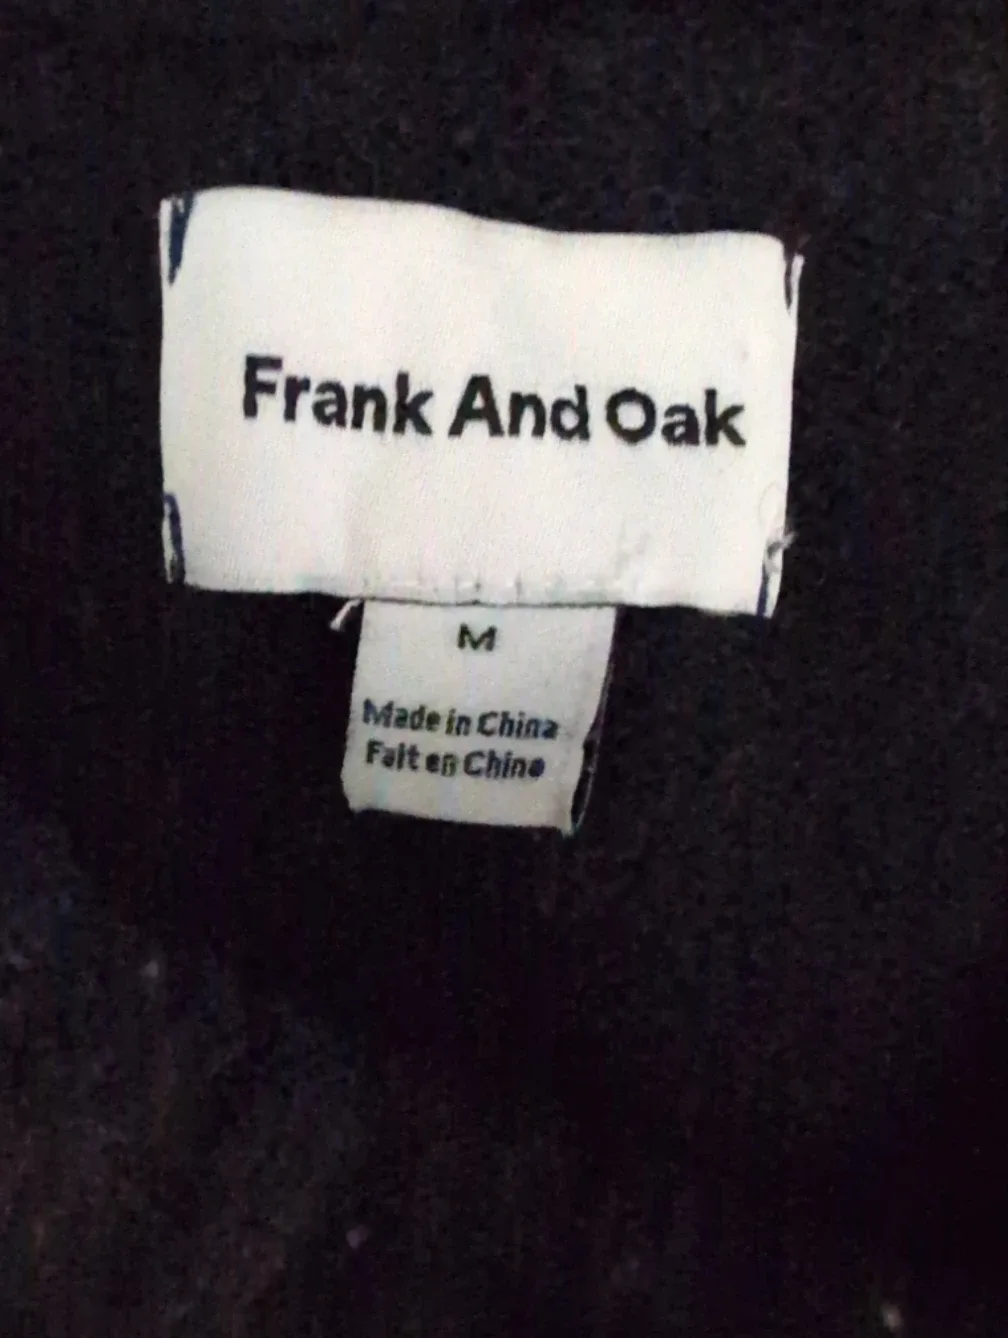 Frank And Oak
M
Made in China
Fait en Chine